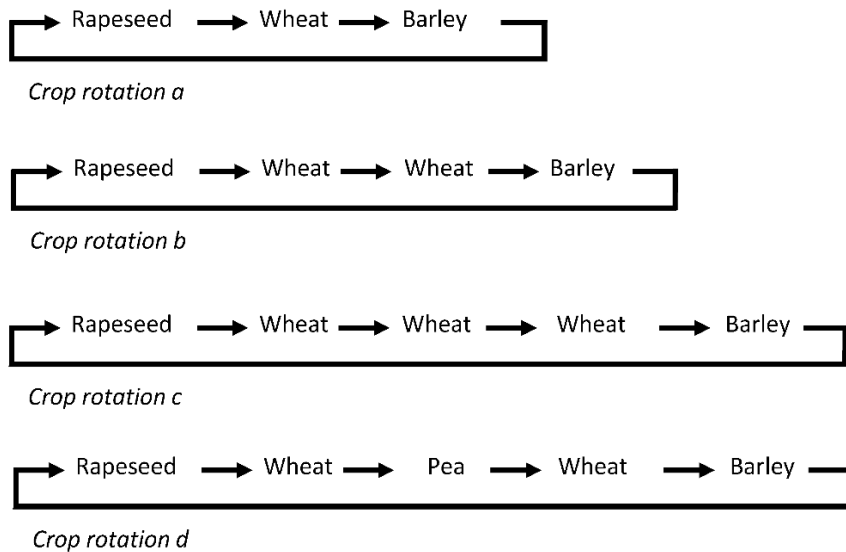 Rapeseed Wheat Barley
Crop rotation a
Rapeseed Wheat Wheat Barley
Crop rotation b
Rapeseed Wheat Wheat Wheat Barley
Crop rotation c
Rapeseed Wheat Pea Wheat Barley
Crop rotation d